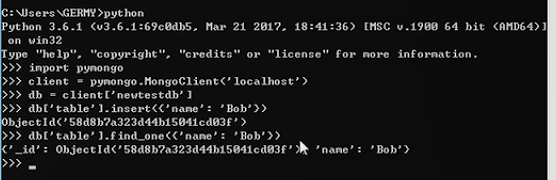 C:\Users\GERMY>python
Python 3.6.1 (v3.6.1:69c0db5, Mar 21 2017, 18:41:36) [MSC v.1900 64 bit (AMD64)]
on win32
Type "help", "copyright", "credits" or "license" for more information.
>>> import pymongo
>>> client = pymongo.MongoClient('localhost')
>>> db = client['newtestdb']
>>> db['table'].insert({'name': 'Bob'})
ObjectId('58d8b7a323d44b15041cd03f')
>>> db['table'].find_one({'name': 'Bob'})
{'_id': ObjectId('58d8b7a323d44b15041cd03f'), 'name': 'Bob'}
>>> _